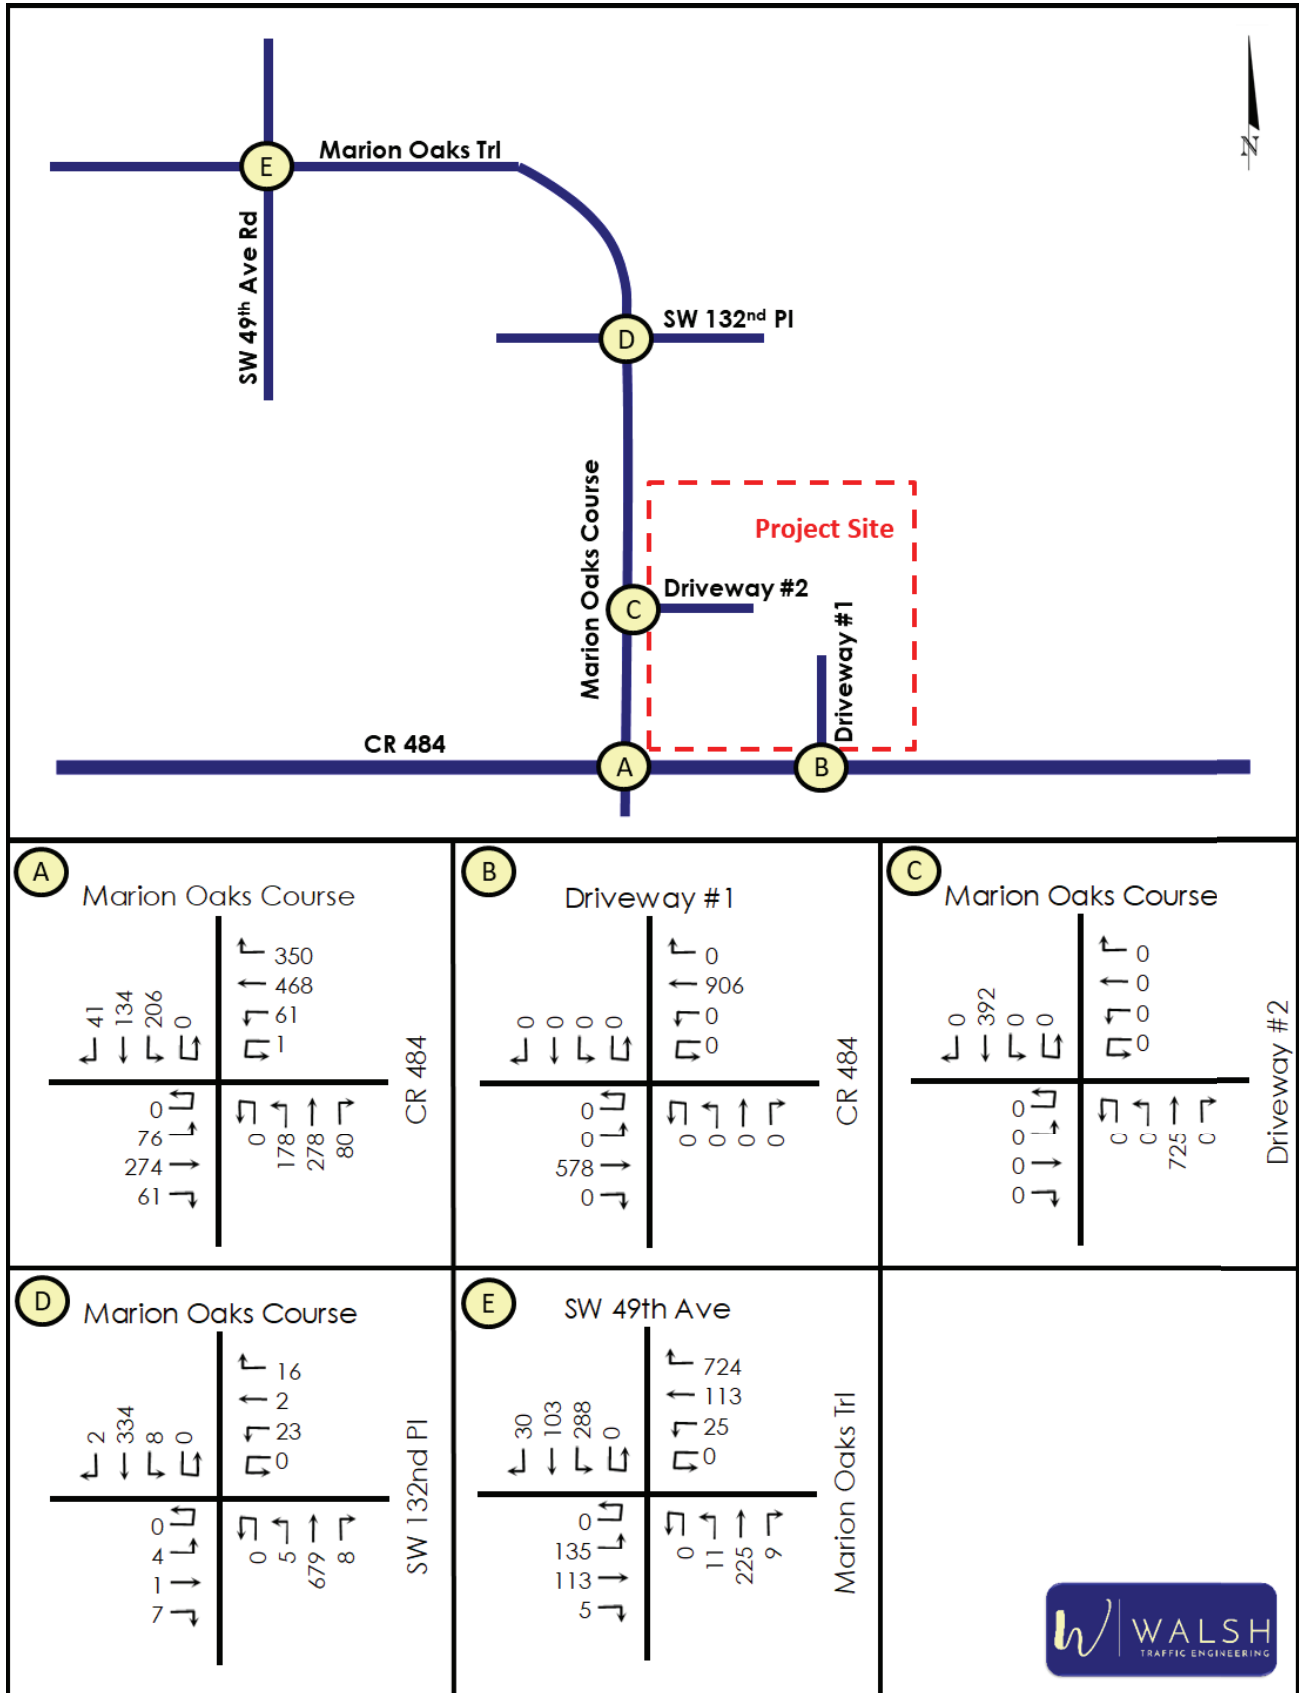 N
Marion Oaks Trl
E
SW 49th Ave Rd
SW 132nd Pl
D
Marion Oaks Course
Project Site
Driveway #2
C
Driveway #1
CR 484
A
B
A
Marion Oaks Course
350
468
61
1
41
134
206
0
0
76
274
61
0
178
278
80
CR 484
B
Driveway #1
0
906
0
0
0
0
0
0
0
0
578
0
0
0
0
0
CR 484
C
Marion Oaks Course
0
0
0
0
0
392
0
0
0
0
0
0
0
0
725
0
Driveway #2
D
Marion Oaks Course
16
2
23
0
2
334
8
0
0
4
1
7
0
5
679
8
SW 132nd Pl
E
SW 49th Ave
724
113
25
0
30
103
288
0
0
135
113
5
0
11
225
9
Marion Oaks Trl
W WALSH
TRAFFIC ENGINEERING